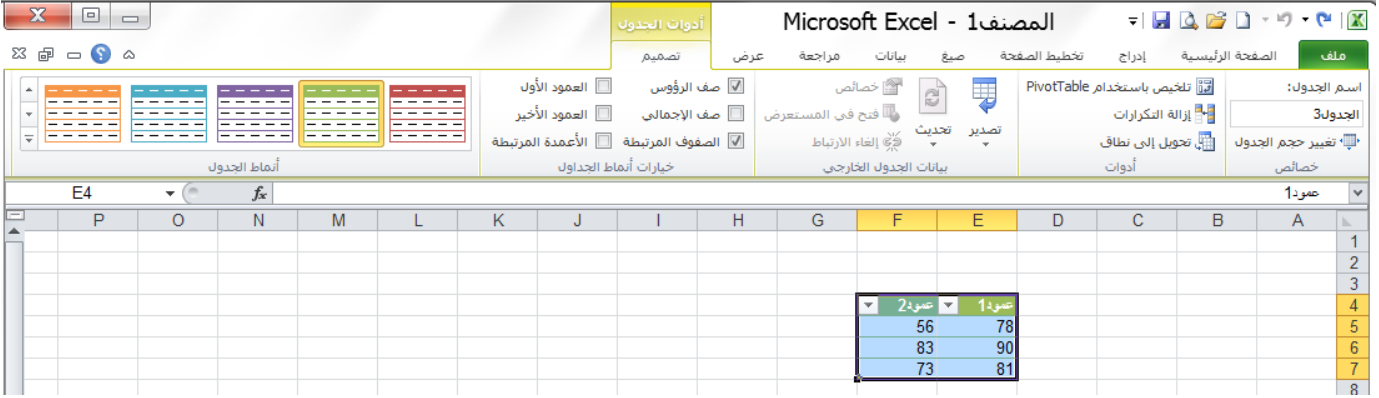 المصنف1 - Microsoft Excel
أدوات الجدول
ملف
الصفحة الرئيسية
إدراج
تخطيط الصفحة
صيغ
بيانات
مراجعة
عرض
تصميم
اسم الجدول:
الجدول3
تغيير حجم الجدول
خصائص
تلخيص باستخدام PivotTable
إزالة التكرارات
تحويل إلى نطاق
أدوات
تصدير
تحديث
خصائص
فتح في المستعرض
إلغاء الارتباط
بيانات الجدول الخارجي
صف الرؤوس
صف الإجمالي
الصفوف المرتبطة
العمود الأول
العمود الأخير
الأعمدة المرتبطة
خيارات أنماط الجداول
أنماط الجدول
E4
fx
عمود1
A B C D E F G H I J K L M N O P
1
2
3
4 عمود1 عمود2
5 78 56
6 90 83
7 81 73
8